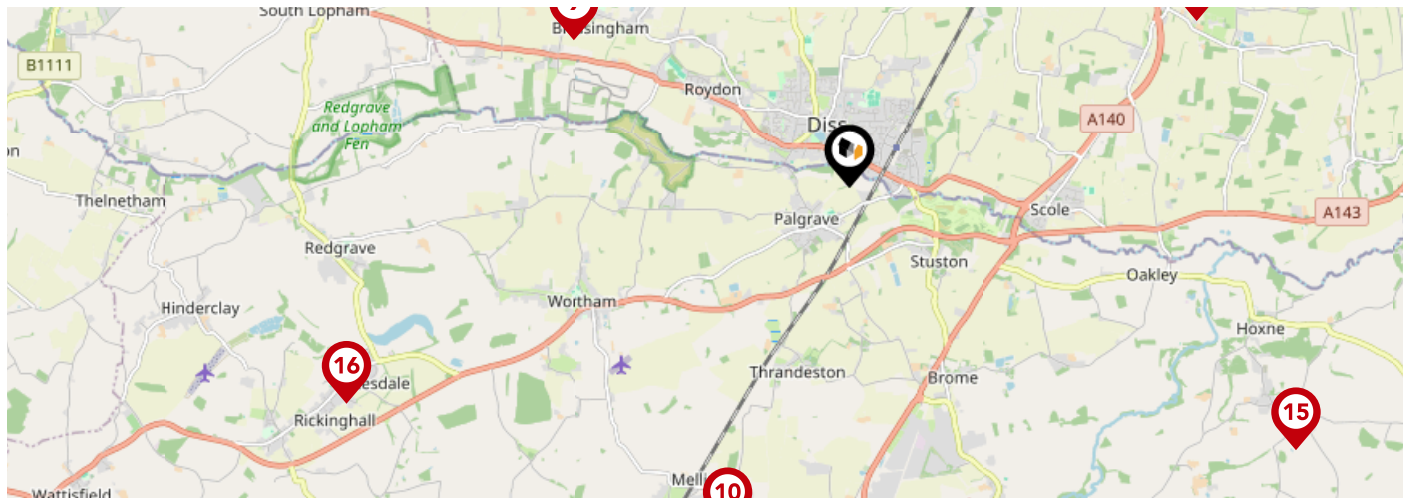 South Lopham
7
Bressingham
B1111
Roydon
Redgrave
and Lopham
Fen
Diss
A140
Thelnetham
Palgrave
Scole
A143
Redgrave
Stuston
Oakley
Hinderclay
Wortham
Hoxne
16
Thrandeston
Brome
Rickinghall
15
10
Wattisfield